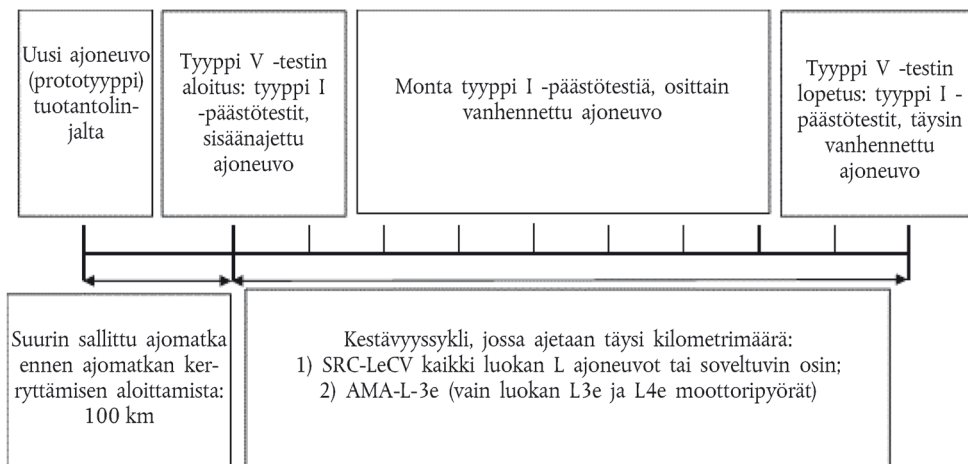 Uusi ajoneuvo
(prototyyppi)
tuotantolin-
jalta
Tyyppi V -testin
aloitus: tyyppi I
-päästötestit,
sisäänajettu
ajoneuvo
Monta tyyppi I -päästötestiä, osittain
vanhennettu ajoneuvo
Tyyppi V -testin
lopetus: tyyppi I -
päästötestit, täysin
vanhennettu
ajoneuvo
Suurin sallittu ajomatka
ennen ajomatkan ker-
ryttämisen aloittamista:
100 km
Kestävyyssykli, jossa ajetaan täysi kilometrimäärä:
1) SRC-LeCV kaikki luokan L ajoneuvot tai soveltuvin osin;
2) AMA-L-3e (vain luokan L3e ja L4e moottoripyörät)